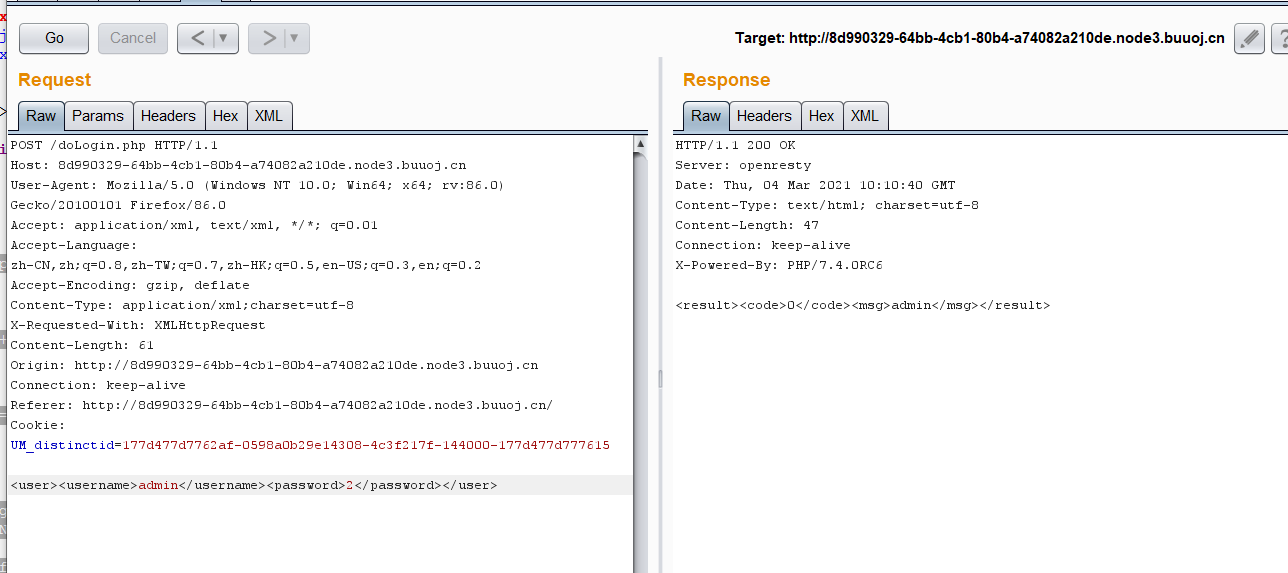 Go
Cancel
<
>
Target: http://8d990329-64bb-4cb1-80b4-a74082a210de.node3.buuoj.cn
?
Request
Raw Params Headers Hex XML
POST /doLogin.php HTTP/1.1
Host: 8d990329-64bb-4cb1-80b4-a74082a210de.node3.buuoj.cn
User-Agent: Mozilla/5.0 (Windows NT 10.0; Win64; x64; rv:86.0)
Gecko/20100101 Firefox/86.0
Accept: application/xml, text/xml, */*; q=0.01
Accept-Language:
zh-CN,zh;q=0.8,zh-TW;q=0.7,zh-HK;q=0.5,en-US;q=0.3,en;q=0.2
Accept-Encoding: gzip, deflate
Content-Type: application/xml;charset=utf-8
X-Requested-With: XMLHttpRequest
Content-Length: 61
Origin: http://8d990329-64bb-4cb1-80b4-a74082a210de.node3.buuoj.cn
Connection: keep-alive
Referer: http://8d990329-64bb-4cb1-80b4-a74082a210de.node3.buuoj.cn/
Cookie:
UM_distinctid=177d477d7762af-0598a0b29e14308-4c3f217f-144000-177d477d777615
<user><username>admin</username><password>2</password></user>
Response
Raw Headers Hex XML
HTTP/1.1 200 OK
Server: openresty
Date: Thu, 04 Mar 2021 10:10:40 GMT
Content-Type: text/html; charset=utf-8
Content-Length: 47
Connection: keep-alive
X-Powered-By: PHP/7.4.0RC6
<result><code>0</code><msg>admin</msg></result>